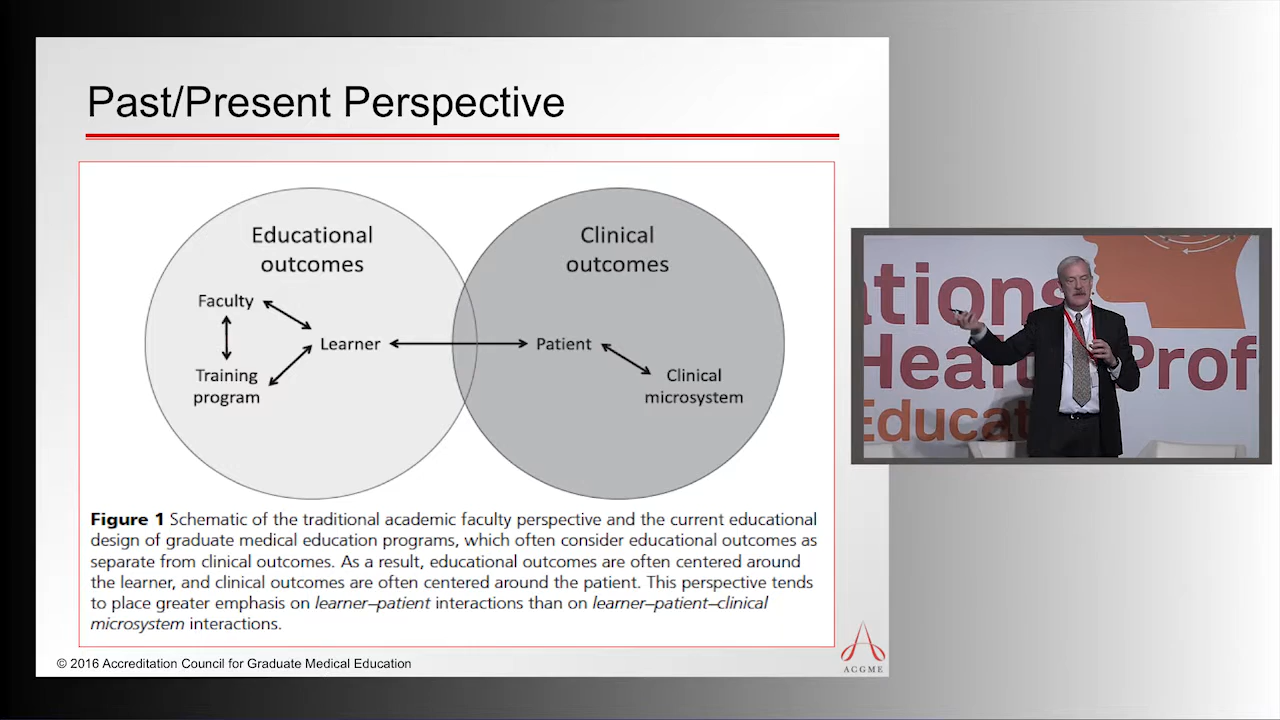 Past/Present Perspective
Educational
outcomes
Clinical
outcomes
Faculty
Learner
Training
program
Patient
Clinical
microsystem
Figure 1 Schematic of the traditional academic faculty perspective and the current educational
design of graduate medical education programs, which often consider educational outcomes as
separate from clinical outcomes. As a result, educational outcomes are often centered around
the learner, and clinical outcomes are often centered around the patient. This perspective tends
to place greater emphasis on learner–patient interactions than on learner–patient–clinical
microsystem interactions.
© 2016 Accreditation Council for Graduate Medical Education
ACGME
ations
Health Prof
Educat